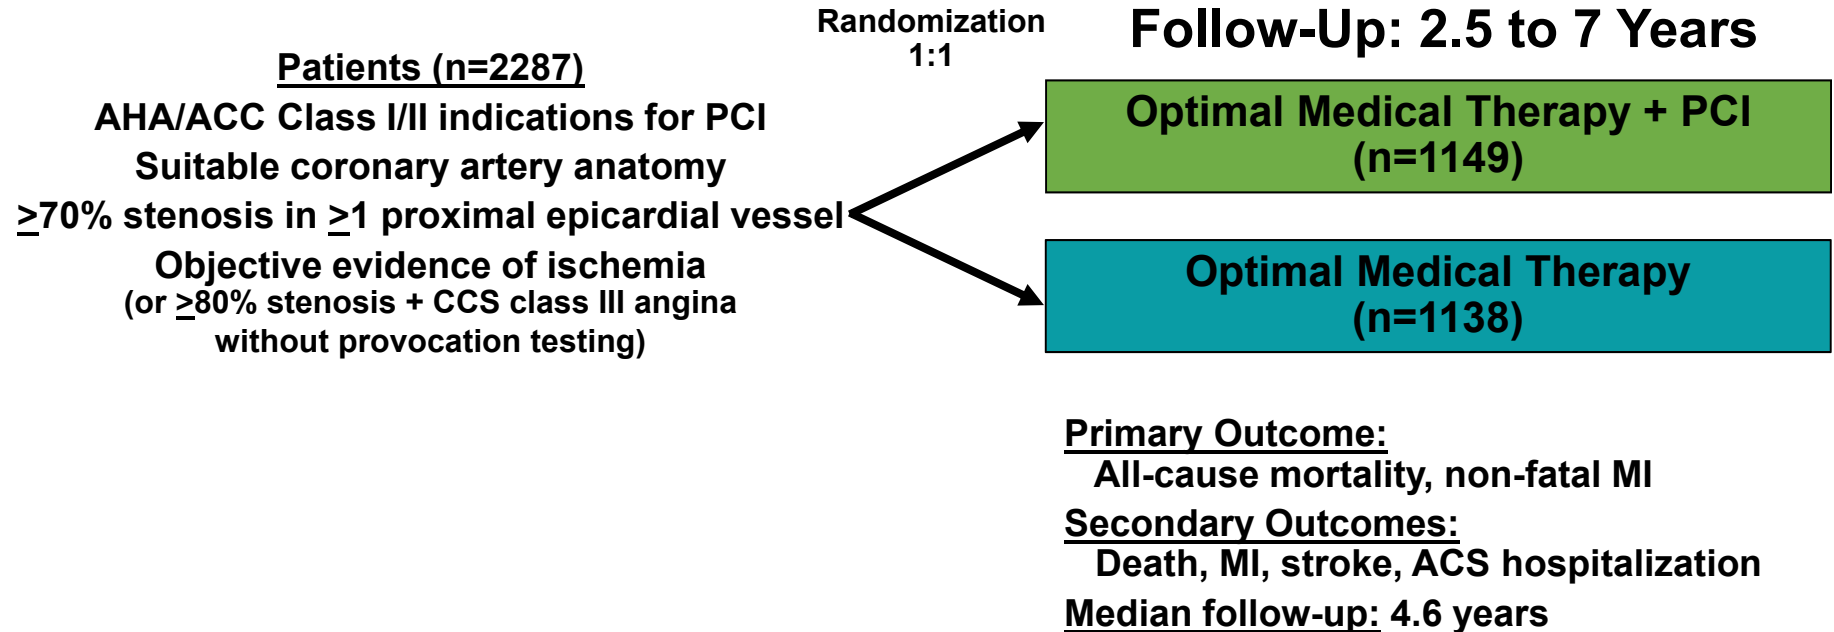 Randomization
1:1
Follow-Up: 2.5 to 7 Years
Patients (n=2287)
AHA/ACC Class I/II indications for PCI
Suitable coronary artery anatomy
≥70% stenosis in ≥1 proximal epicardial vessel
Objective evidence of ischemia
(or ≥80% stenosis + CCS class III angina
without provocation testing)
Optimal Medical Therapy + PCI
(n=1149)
Optimal Medical Therapy
(n=1138)
Primary Outcome:
All-cause mortality, non-fatal MI
Secondary Outcomes:
Death, MI, stroke, ACS hospitalization
Median follow-up: 4.6 years